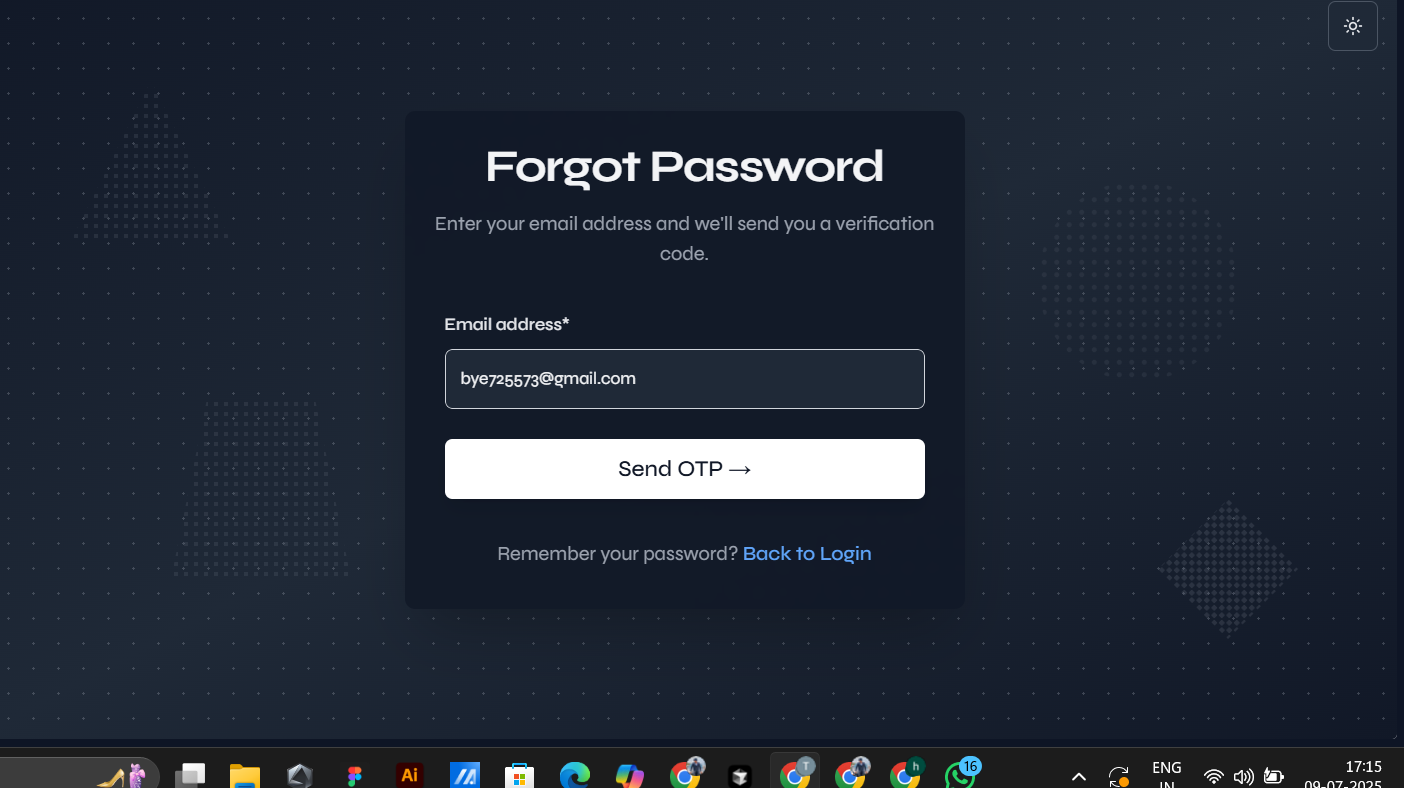 Forgot Password
Enter your email address and we'll send you a verification
code.
Email address*
bye725573@gmail.com
Send OTP →
Remember your password? Back to Login
Ai
T
h
16
ENG
IN
17:15
09-07-2025